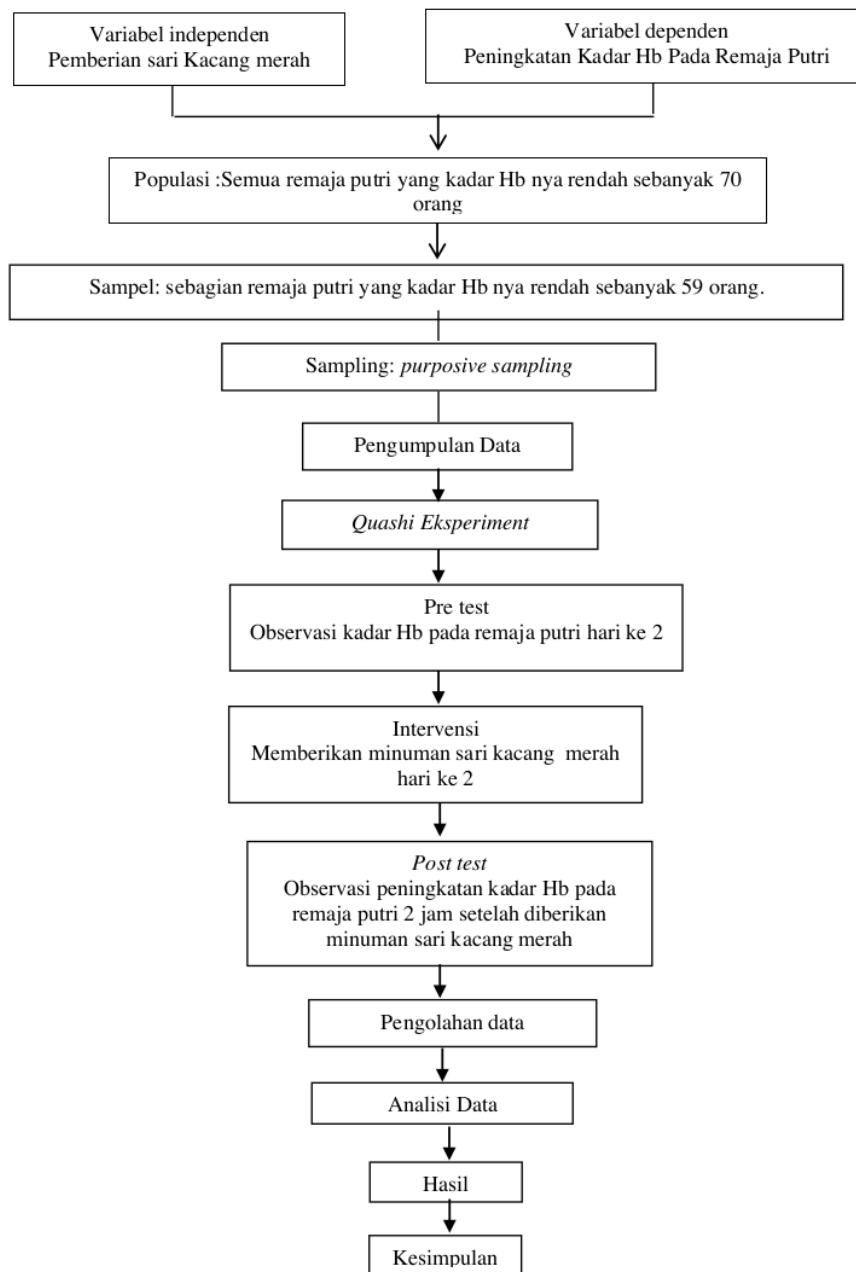 Variabel independen
Pemberian sari Kacang merah
Variabel dependen
Peningkatan Kadar Hb Pada Remaja Putri
Populasi :Semua remaja putri yang kadar Hb nya rendah sebanyak 70
orang
Sampel: sebagian remaja putri yang kadar Hb nya rendah sebanyak 59 orang.
Sampling: purposive sampling
Pengumpulan Data
Quashi Eksperiment
Pre test
Observasi kadar Hb pada remaja putri hari ke 2
Intervensi
Memberikan minuman sari kacang merah
hari ke 2
Post test
Observasi peningkatan kadar Hb pada
remaja putri 2 jam setelah diberikan
minuman sari kacang merah
Pengolahan data
Analisi Data
Hasil
Kesimpulan